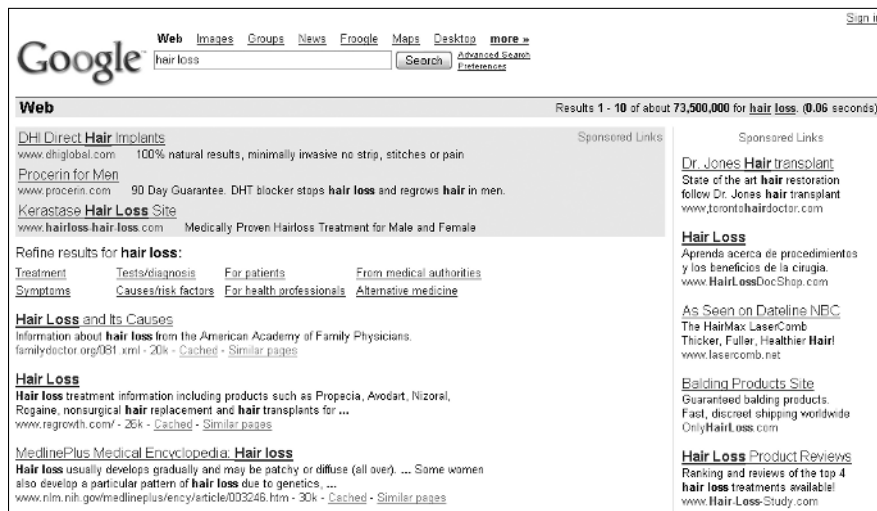 Sign in
Web Images Groups News Froogle Maps Desktop more »
Google™
hair loss Search Advanced Search
Preferences
Web Results 1 - 10 of about 73,500,000 for hair loss. (0.06 seconds)
DHI Direct Hair Implants Sponsored Links
www.dhiglobal.com 100% natural results, minimally invasive no strip, stitches or pain
Procerin for Men
www.procerin.com 90 Day Guarantee. DHT blocker stops hair loss and regrows hair in men.
Kerastase Hair Loss Site
www.hairloss-hair-loss.com Medically Proven Hairloss Treatment for Male and Female
Refine results for hair loss:
Treatment Tests/diagnosis For patients From medical authorities
Symptoms Causes/risk factors For health professionals Alternative medicine
Hair Loss and Its Causes
Information about hair loss from the American Academy of Family Physicians.
familydoctor.org/081.xml - 20k - Cached - Similar pages
Hair Loss
Hair loss treatment information including products such as Propecia, Avodart, Nizoral,
Rogaine, nonsurgical hair replacement and hair transplants for ...
www.regrowth.com/ - 26k - Cached - Similar pages
MedlinePlus Medical Encyclopedia: Hair loss
Hair loss usually develops gradually and may be patchy or diffuse (all over). ... Some women
also develop a particular pattern of hair loss due to genetics, ...
www.nlm.nih.gov/medlineplus/ency/article/003246.htm - 30k - Cached - Similar pages
Sponsored Links
Dr. Jones Hair transplant
State of the art hair restoration
follow Dr. Jones hair transplant
www.torontohairdoctor.com
Hair Loss
Aprenda acerca de procedimientos
y los beneficios de la cirugia.
www.HairLossDocShop.com
As Seen on Dateline NBC
The HairMax LaserComb
Thicker, Fuller, Healthier Hair!
www.lasercomb.net
Balding Products Site
Guaranteed balding products.
Fast, discreet shipping worldwide
OnlyHairLoss.com
Hair Loss Product Reviews
Ranking and reviews of the top 4
hair loss treatments available!
www.Hair-Loss-Study.com